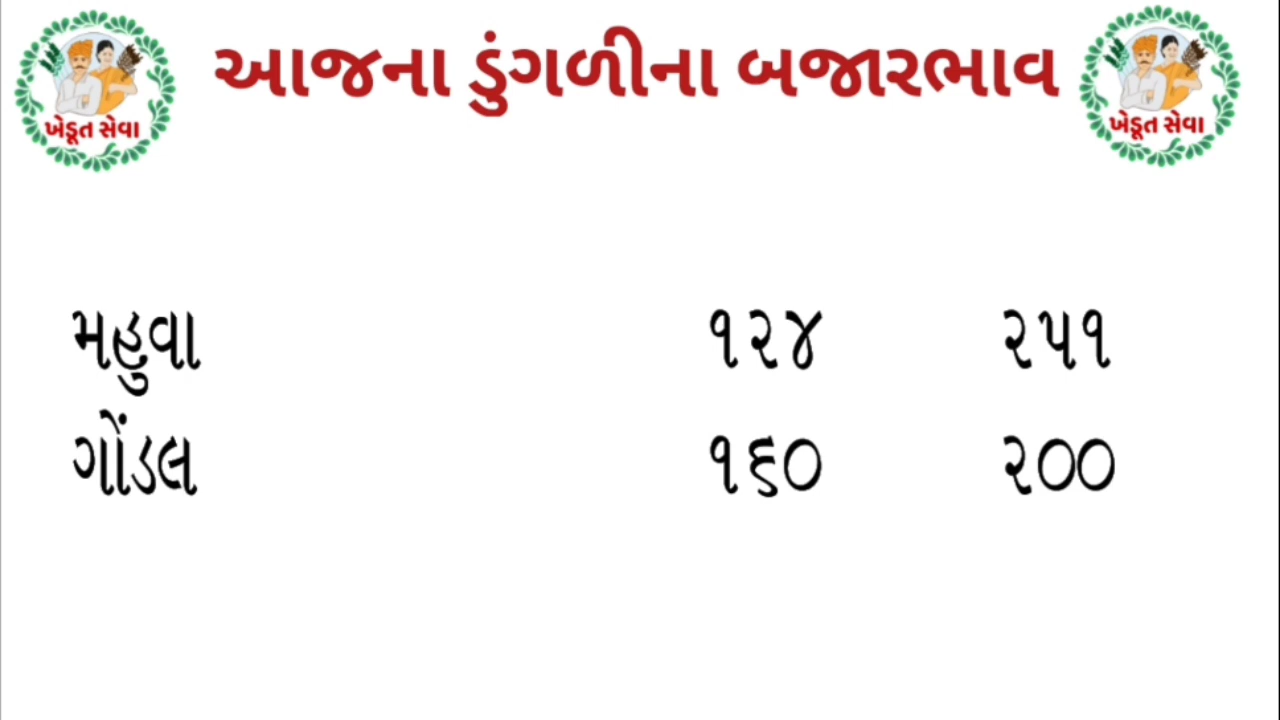 આજના ડુંગળીના બજારભાવ
ખેડૂત સેવા
ખેડૂત સેવા
મહુવા ૧૨૪ ૨૫૧
ગોંડલ ૧૬૦ ૨૦૦